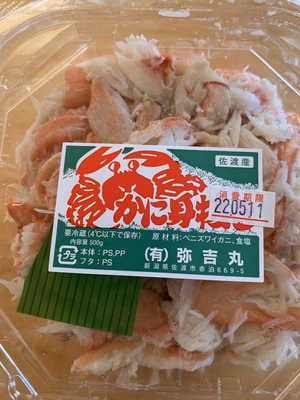 佐渡産
かに身
消費期限
220511
要冷蔵(4℃以下で保存)
内容量 500g
原材料:ベニズワイガニ、食塩
プラ
本体:PS,PP
フタ:PS
(有)弥吉丸
新潟県佐渡市赤泊669-5